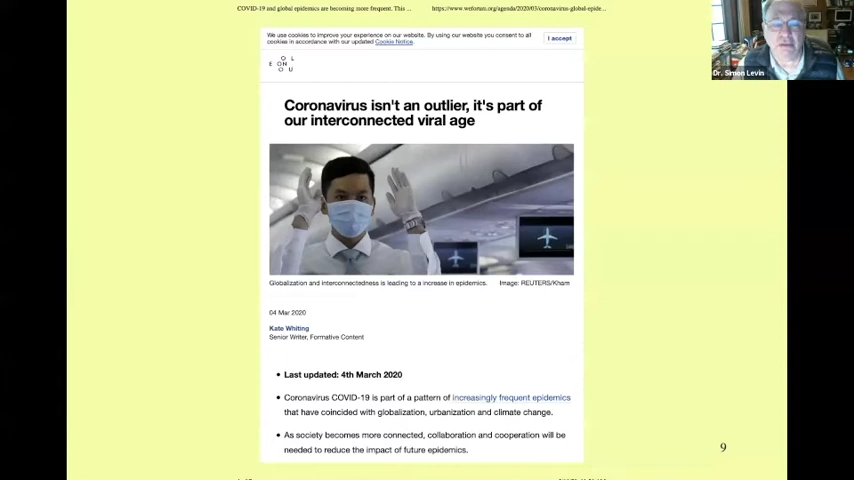 COVID-19 and global epidemics are becoming more frequent. This ...
https://www.weforum.org/agenda/2020/03/coronavirus-global-epide...
We use cookies to improve your experience on our website. By using our website you consent to all
cookies in accordance with our updated Cookie Notice.
I accept
Dr. Simon Levin
Coronavirus isn't an outlier, it's part of
our interconnected viral age
Globalization and interconnectedness is leading to a increase in epidemics.
Image: REUTERS/Kham
04 Mar 2020
Kate Whiting
Senior Writer, Formative Content
• Last updated: 4th March 2020
• Coronavirus COVID-19 is part of a pattern of increasingly frequent epidemics
that have coincided with globalization, urbanization and climate change.
• As society becomes more connected, collaboration and cooperation will be
needed to reduce the impact of future epidemics.
9